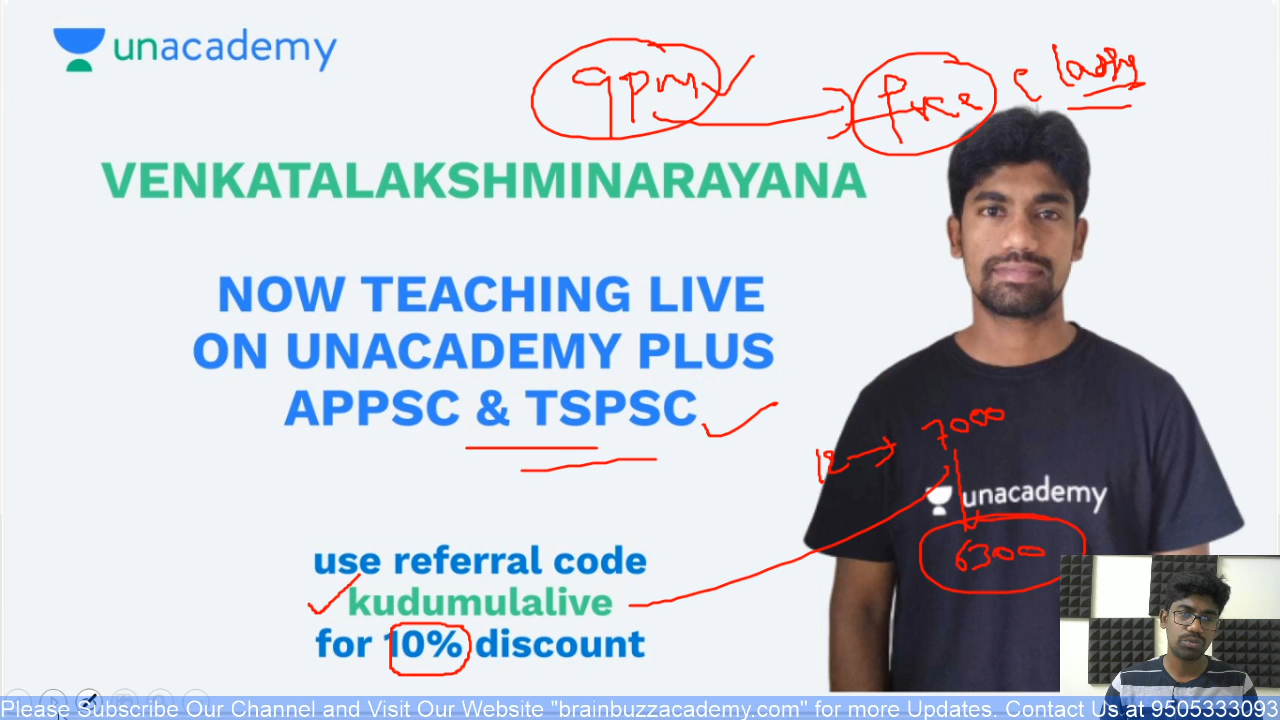 unacademy
9pm
free
VENKATALAKSHMINARAYANA
NOW TEACHING LIVE
ON UNACADEMY PLUS
APPSC & TSPSC
7000
unacademy
6300
use referral code
kudumulalive
for 10% discount
Please Subscribe Our Channel and Visit Our Website "brainbuzzacademy.com" for more Updates. Contact Us at 9505333093